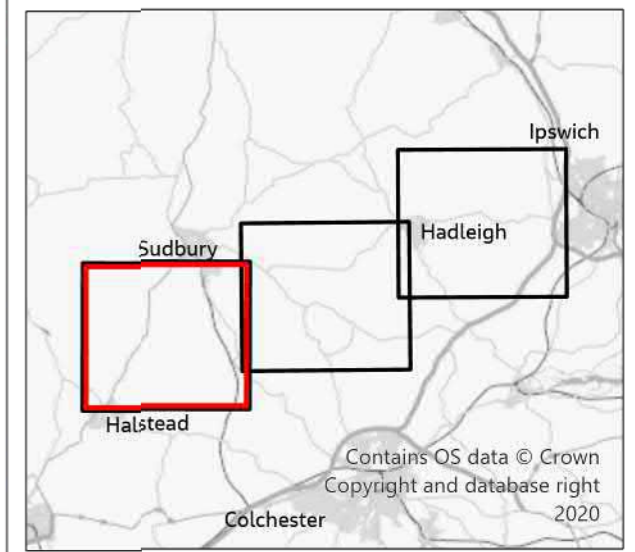 Ipswich
Hadleigh
Sudbury
Halstead
Contains OS data © Crown
Copyright and database right
2020
Colchester